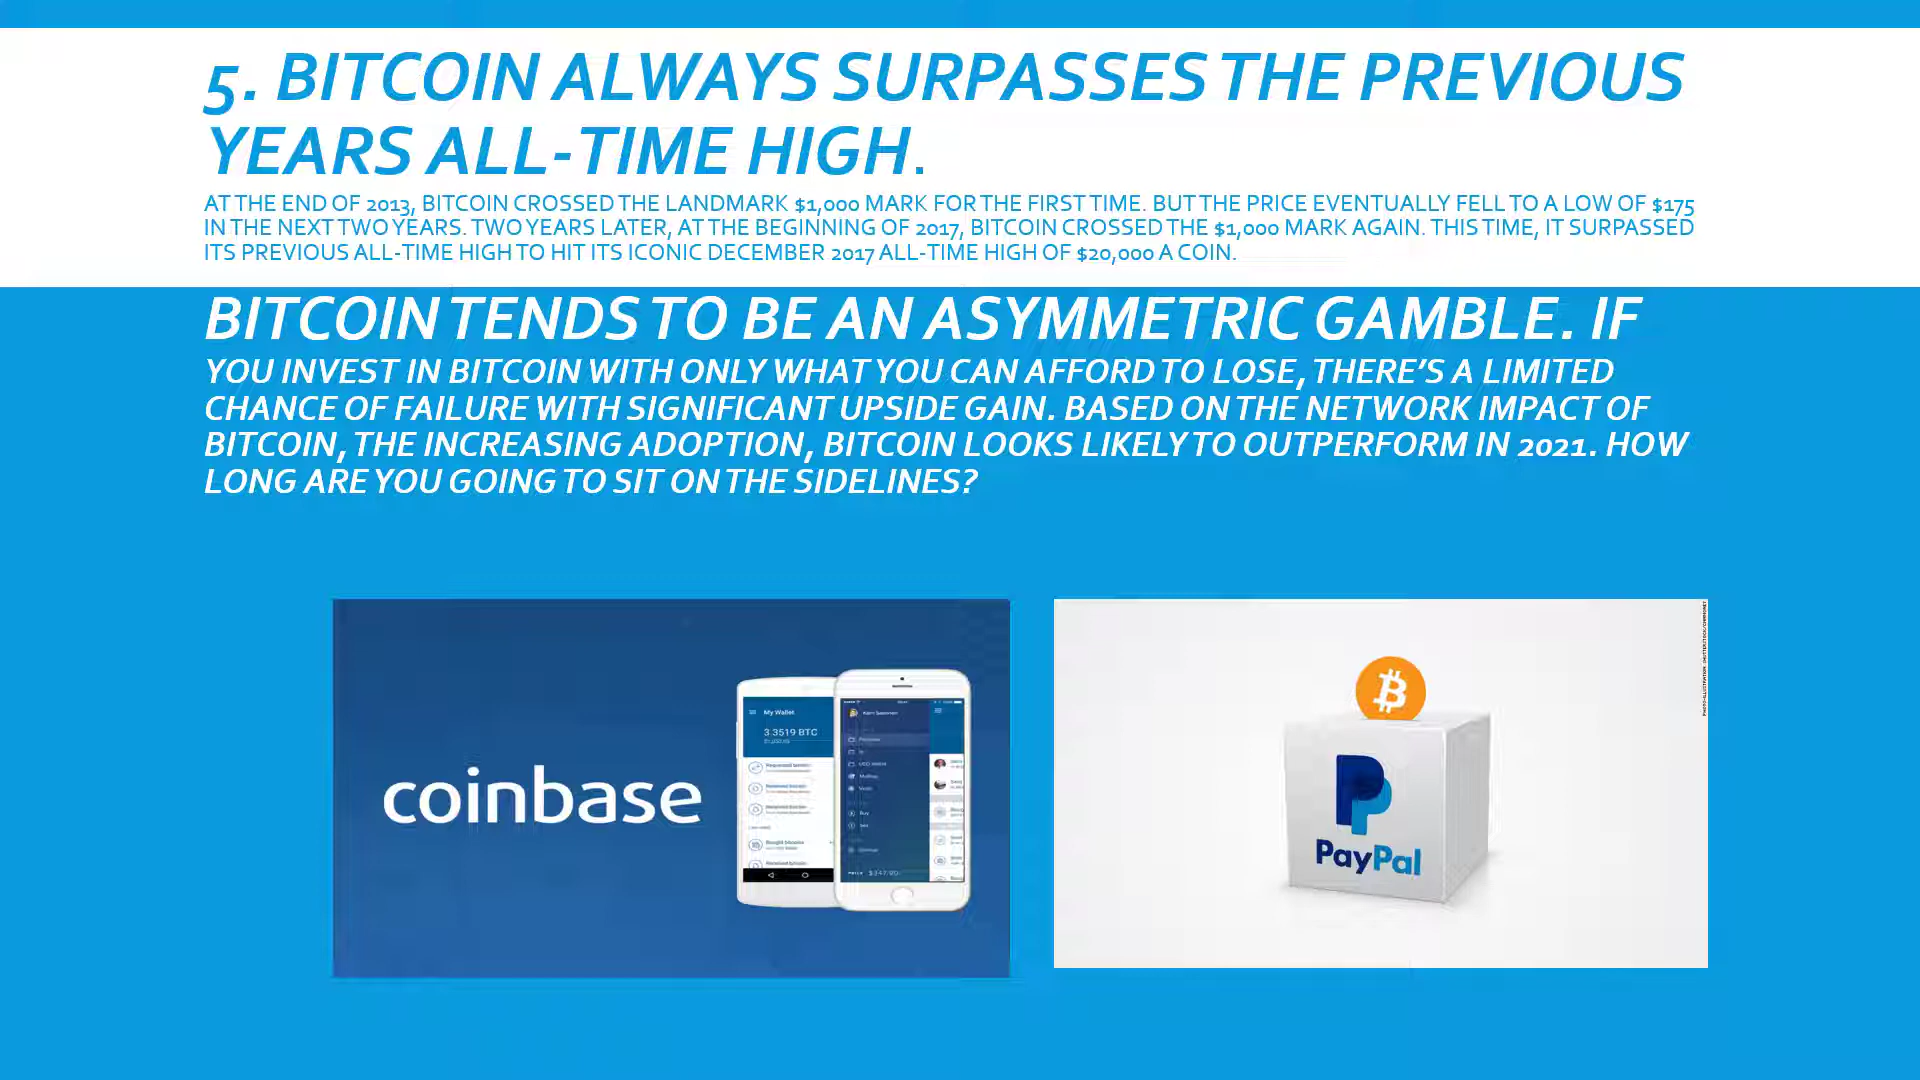 5. BITCOIN ALWAYS SURPASSES THE PREVIOUS
YEARS ALL-TIME HIGH.
AT THE END OF 2013, BITCOIN CROSSED THE LANDMARK $1,000 MARK FOR THE FIRST TIME. BUT THE PRICE EVENTUALLY FELL TO A LOW OF $175
IN THE NEXT TWO YEARS. TWO YEARS LATER, AT THE BEGINNING OF 2017, BITCOIN CROSSED THE $1,000 MARK AGAIN. THIS TIME, IT SURPASSED
ITS PREVIOUS ALL-TIME HIGH TO HIT ITS ICONIC DECEMBER 2017 ALL-TIME HIGH OF $20,000 A COIN.
BITCOIN TENDS TO BE AN ASYMMETRIC GAMBLE. IF
YOU INVEST IN BITCOIN WITH ONLY WHAT YOU CAN AFFORD TO LOSE, THERE'S A LIMITED
CHANCE OF FAILURE WITH SIGNIFICANT UPSIDE GAIN. BASED ON THE NETWORK IMPACT OF
BITCOIN, THE INCREASING ADOPTION, BITCOIN LOOKS LIKELY TO OUTPERFORM IN 2021. HOW
LONG ARE YOU GOING TO SIT ON THE SIDELINES?
coinbase
My Wallet
3.3519 BTC
Buy
$347.90
PayPal